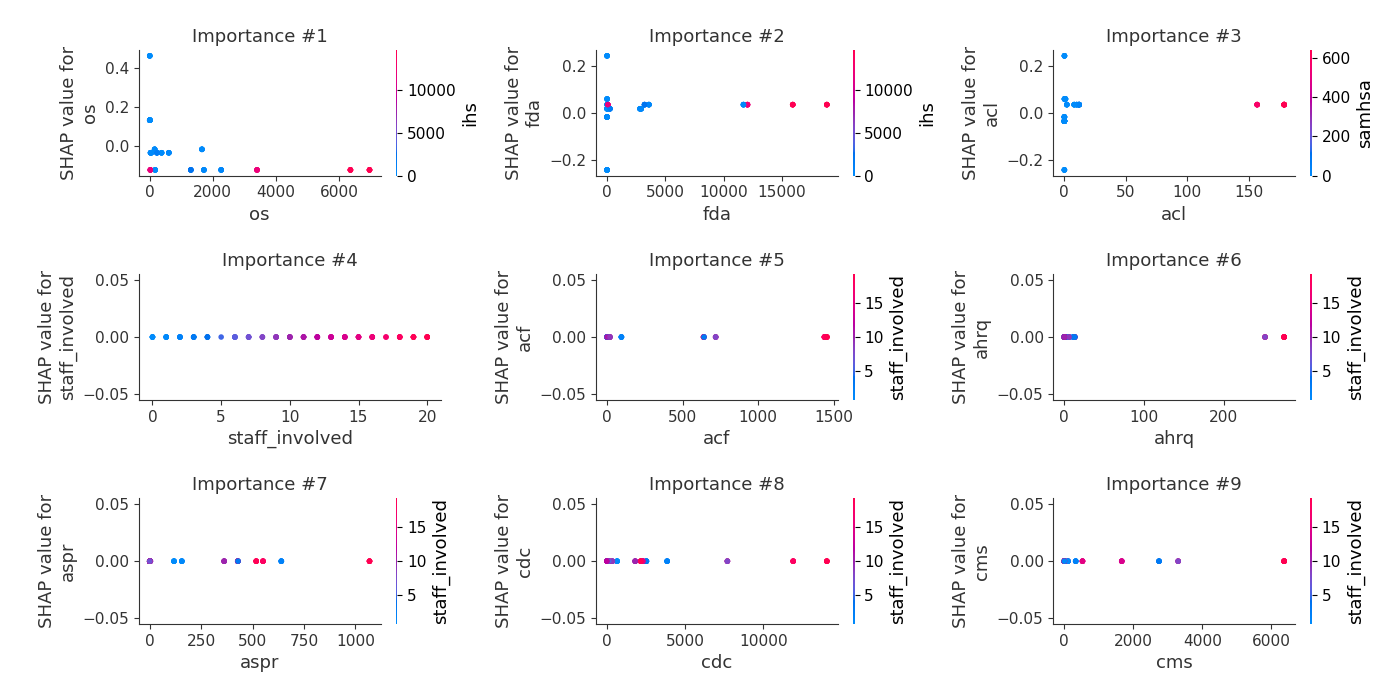 Importance #1
SHAP value for
os
0.4
0.2
0.0
0
2000
4000
6000
os
10000
5000
0
ihs
Importance #2
SHAP value for
fda
0.2
0.0
−0.2
0
5000
10000
15000
fda
10000
5000
0
ihs
Importance #3
SHAP value for
acl
0.2
0.0
−0.2
0
50
100
150
acl
600
400
200
0
samhsa
Importance #4
SHAP value for
staff_involved
0.05
0.00
−0.05
0
5
10
15
20
staff_involved
Importance #5
SHAP value for
acf
0.05
0.00
−0.05
0
500
1000
1500
acf
15
10
5
staff_involved
Importance #6
SHAP value for
ahrq
0.05
0.00
−0.05
0
100
200
ahrq
15
10
5
staff_involved
Importance #7
SHAP value for
aspr
0.05
0.00
−0.05
0
250
500
750
1000
aspr
15
10
5
staff_involved
Importance #8
SHAP value for
cdc
0.05
0.00
−0.05
0
5000
10000
cdc
15
10
5
staff_involved
Importance #9
SHAP value for
cms
0.05
0.00
−0.05
0
2000
4000
6000
cms
15
10
5
staff_involved